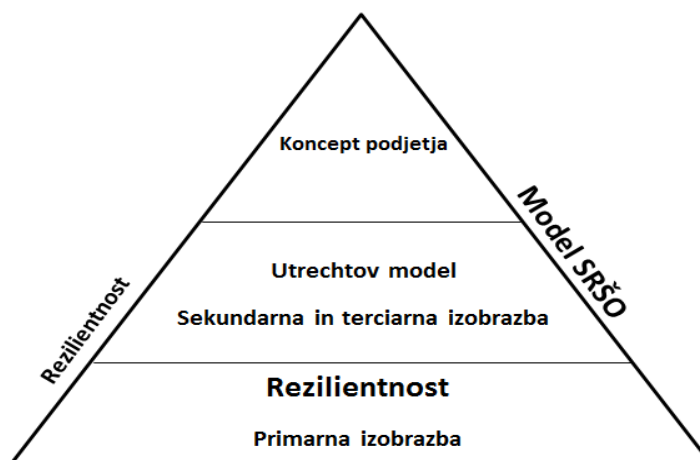 Koncept podjetja
Model SRŠO
Utrechtov model
Sekundarna in terciarna izobrazba
Rezilientnost
Rezilientnost
Primarna izobrazba